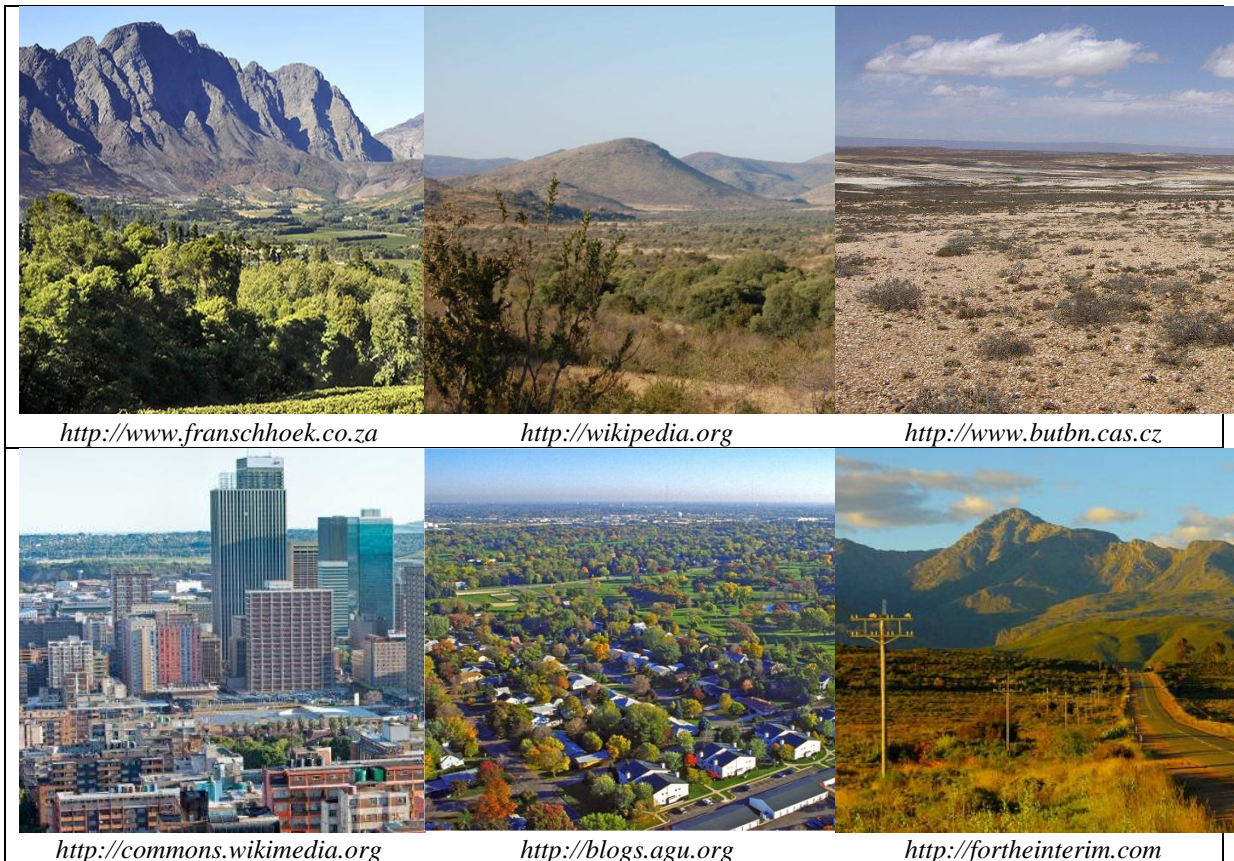 http://www.franschhoek.co.za
http://wikipedia.org
http://www.butbn.cas.cz
http://commons.wikimedia.org
http://blogs.agu.org
http://fortheinterim.com